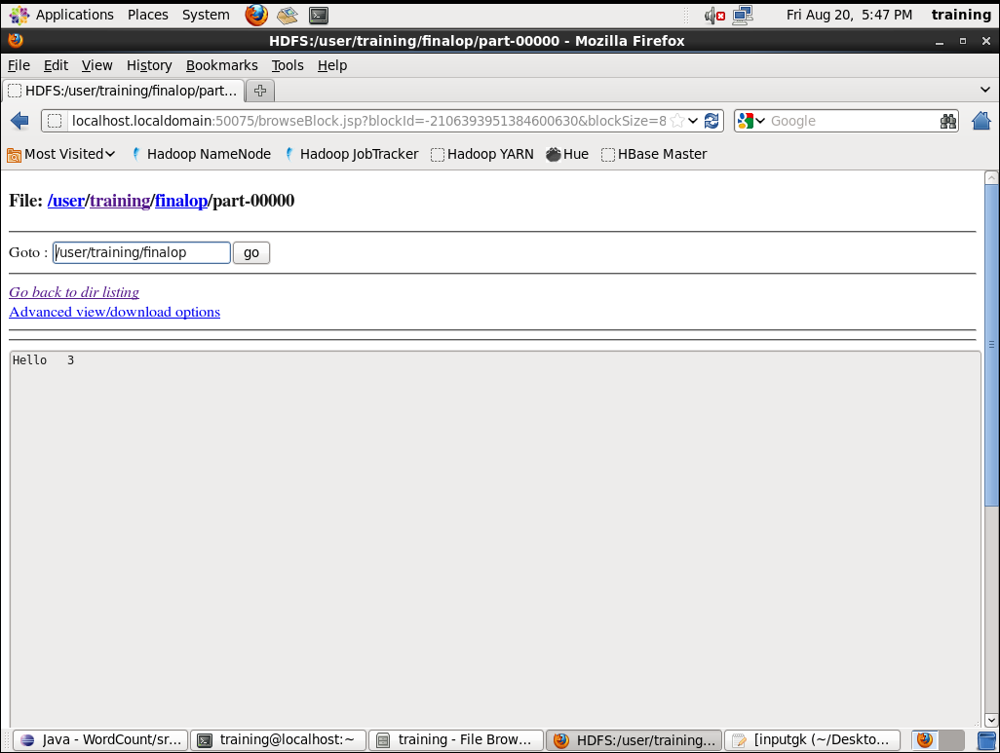 Applications Places System Fri Aug 20, 5:47 PM training
HDFS:/user/training/finalop/part-00000 - Mozilla Firefox
File Edit View History Bookmarks Tools Help
HDFS:/user/training/finalop/part...
localhost.localdomain:50075/browseBlock.jsp?blockId=-2106393951384600630&blockSize=8 Google
Most Visited Hadoop NameNode Hadoop JobTracker Hadoop YARN Hue HBase Master
File: /user/training/finalop/part-00000
Goto : /user/training/finalop go
Go back to dir listing
Advanced view/download options
Hello 3
Java - WordCount/sr... training@localhost:~ training - File Brow... HDFS:/user/training... [inputgk (~/Deskto...